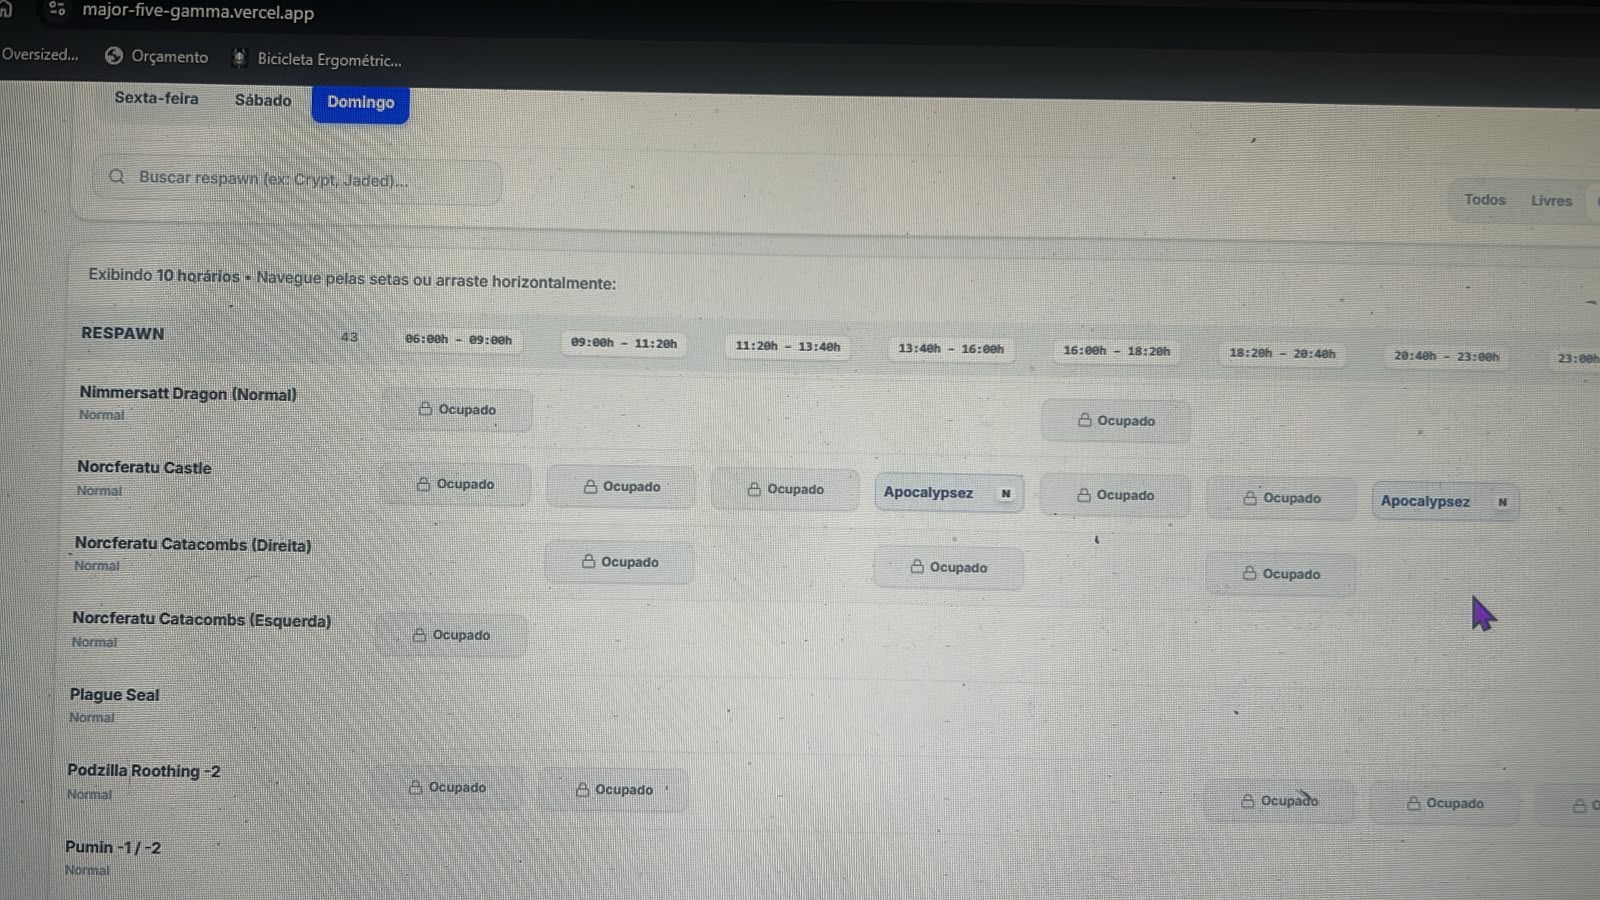 major-five-gamma.vercel.app
Oversized... Orçamento Bicicleta Ergométric...
Sexta-feira Sábado Domingo
Buscar respawn (ex: Crypt, Jaded)...
Todos Livres
Exibindo 10 horários • Navegue pelas setas ou arraste horizontalmente:
RESPAWN 43 06:00h - 09:00h 09:00h - 11:20h 11:20h - 13:40h 13:40h - 16:00h 16:00h - 18:20h 18:20h - 20:40h 20:40h - 23:00h 23:00h
Nimmersatt Dragon (Normal)
Normal
Ocupado Ocupado
Norcferatu Castle
Normal
Ocupado Ocupado Ocupado Apocalypsez N Ocupado Ocupado Apocalypsez N
Norcferatu Catacombs (Direita)
Normal
Ocupado Ocupado Ocupado
Norcferatu Catacombs (Esquerda)
Normal
Ocupado
Plague Seal
Normal
Podzilla Roothing -2
Normal
Ocupado Ocupado Ocupado Ocupado
Pumin -1 / -2
Normal